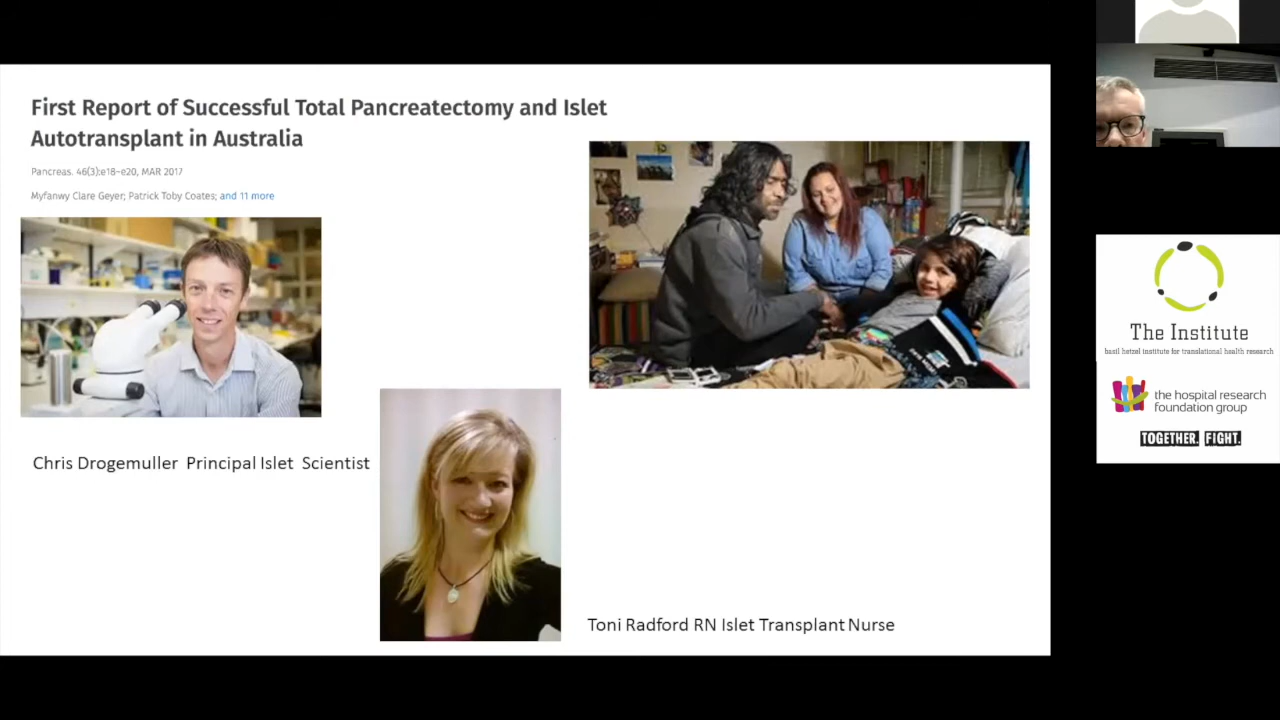 First Report of Successful Total Pancreatectomy and Islet
Autotransplant in Australia
Pancreas. 46(3):e18-e20, MAR 2017
Myfanwy Clare Geyer; Patrick Toby Coates; and 11 more
Chris Drogemuller Principal Islet Scientist
Toni Radford RN Islet Transplant Nurse
The Institute
basil hetzel institute for translational health research
the hospital research
foundation group
TOGETHER. FIGHT.